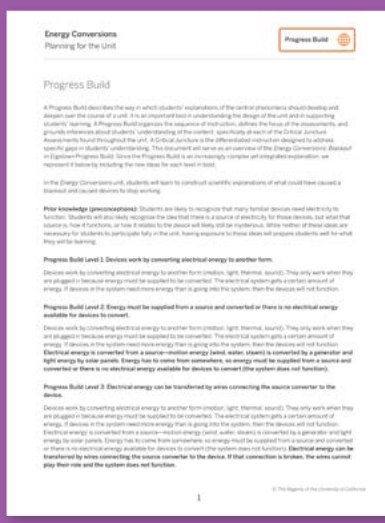 Energy Conversions
Planning for the Unit
Progress Build
Progress Build
A Progress Build describes the way in which students' explanations of the central phenomena should develop and
deepen over the course of a unit. It is an important tool in understanding the design of the unit and in supporting
students' learning. A Progress Build organizes the sequence of instruction, defines the focus of the assessments, and
grounds inferences about students' understanding of the content, specifically at each of the Critical Juncture
Assessments found throughout the unit. A Critical Juncture is the differentiated instruction designed to address
specific gaps in students' understanding. This document will serve as an overview of the Energy Conversions: Blackout
in Ergstown Progress Build. Since the Progress Build is an increasingly complex yet integrated explanation, we
represent it below by including the new ideas for each level in bold.
In the Energy Conversions unit, students will learn to construct scientific explanations of what could have caused a
blackout and caused devices to stop working.
Prior knowledge (preconceptions): Students are likely to recognize that many familiar devices need electricity to
function. Students will also likely recognize the idea that there is a source of electricity for those devices, but what that
source is, how it functions, or how it relates to the device will likely still be mysterious. While neither of these ideas are
necessary for students to participate fully in the unit, having exposure to these ideas will prepare students well for what
they will be learning.
Progress Build Level 1: Devices work by converting electrical energy to another form.
Devices work by converting electrical energy to another form (motion, light, thermal, sound). They only work when they
are plugged in because energy must be supplied to be converted. The electrical system gets a certain amount of
energy. If devices in the system need more energy than is going into the system, then the devices will not function.
Progress Build Level 2: Energy must be supplied from a source and converted or there is no electrical energy
available for devices to convert.
Devices work by converting electrical energy to another form (motion, light, thermal, sound). They only work when they
are plugged in because energy must be supplied to be converted. The electrical system gets a certain amount of
energy. If devices in the system need more energy than is going into the system, then the devices will not function.
Electrical energy is converted from a source—motion energy (wind, water, steam) is converted by a generator and
light energy by solar panels. Energy has to come from somewhere, so energy must be supplied from a source and
converted or there is no electrical energy available for devices to convert (the system does not function).
Progress Build Level 3: Electrical energy can be transferred by wires connecting the source converter to the
device.
Devices work by converting electrical energy to another form (motion, light, thermal, sound). They only work when they
are plugged in because energy must be supplied to be converted. The electrical system gets a certain amount of
energy. If devices in the system need more energy than is going into the system, then the devices will not function.
Electrical energy is converted from a source—motion energy (wind, water, steam) is converted by a generator and light
energy by solar panels. Energy has to come from somewhere, so energy must be supplied from a source and converted
or there is no electrical energy available for devices to convert (the system does not function). Electrical energy can be
transferred by wires connecting the source converter to the device. If that connection is broken, the wires cannot
play their role and the system does not function.
1
© The Regents of the University of California